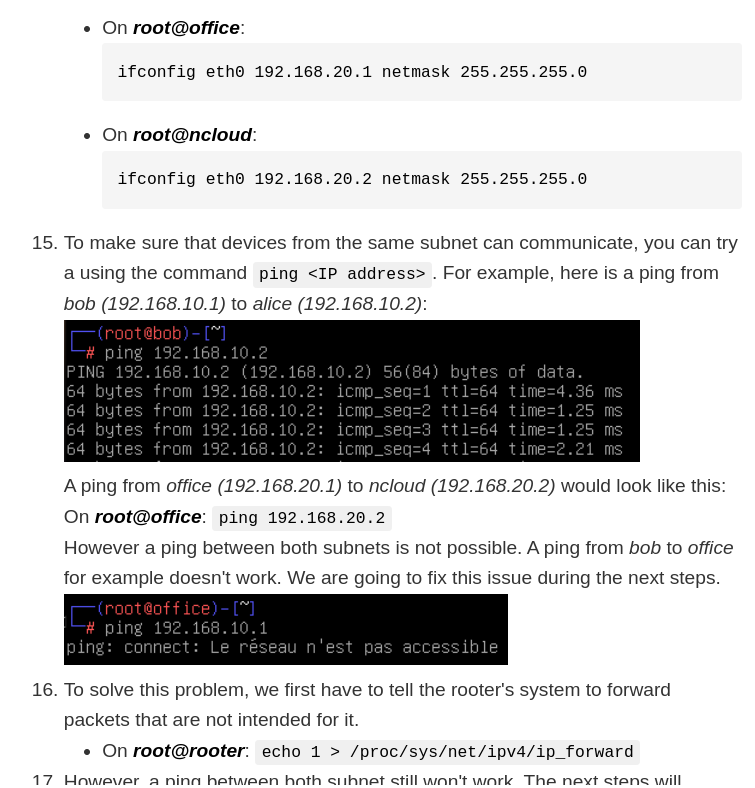 • On root@office:
ifconfig eth0 192.168.20.1 netmask 255.255.255.0
• On root@ncloud:
ifconfig eth0 192.168.20.2 netmask 255.255.255.0
15. To make sure that devices from the same subnet can communicate, you can try
a using the command ping <IP address>. For example, here is a ping from
bob (192.168.10.1) to alice (192.168.10.2):
┌──(root@bob)-[~]
└─# ping 192.168.10.2
PING 192.168.10.2 (192.168.10.2) 56(84) bytes of data.
64 bytes from 192.168.10.2: icmp_seq=1 ttl=64 time=4.36 ms
64 bytes from 192.168.10.2: icmp_seq=2 ttl=64 time=1.25 ms
64 bytes from 192.168.10.2: icmp_seq=3 ttl=64 time=1.25 ms
64 bytes from 192.168.10.2: icmp_seq=4 ttl=64 time=2.21 ms
A ping from office (192.168.20.1) to ncloud (192.168.20.2) would look like this:
On root@office: ping 192.168.20.2
However a ping between both subnets is not possible. A ping from bob to office
for example doesn't work. We are going to fix this issue during the next steps.
┌──(root@office)-[~]
└─# ping 192.168.10.1
ping: connect: Le réseau n'est pas accessible
16. To solve this problem, we first have to tell the rooter's system to forward
packets that are not intended for it.
• On root@rooter: echo 1 > /proc/sys/net/ipv4/ip_forward
17. However, a ping between both subnet still won't work. The next steps will